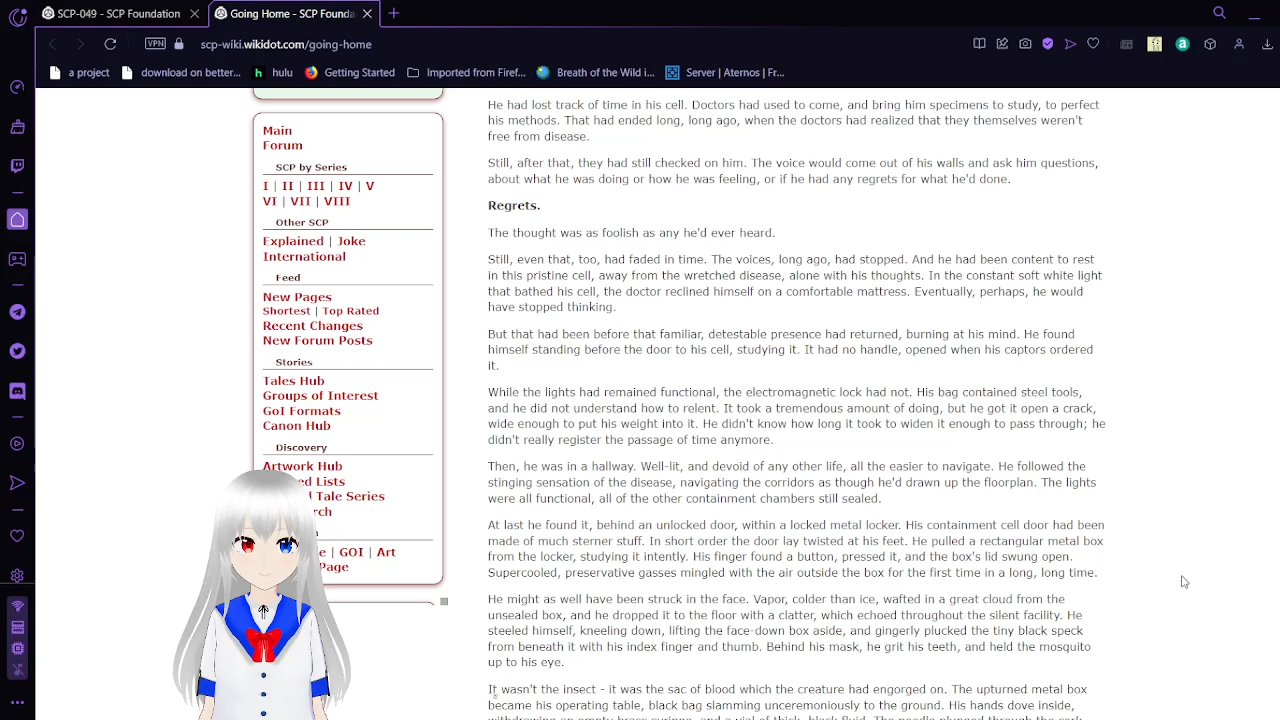 SCP-049 - SCP Foundation
Going Home - SCP Founda
VPN
scp-wiki.wikidot.com/going-home
a project
download on better...
hulu
Getting Started
Imported from Firef...
Breath of the Wild i...
Server | Aternos | Fr...
Main
Forum
SCP by Series
I | II | III | IV | V
VI | VII | VIII
Other SCP
Explained | Joke
International
Feed
New Pages
Shortest | Top Rated
Recent Changes
New Forum Posts
Stories
Tales Hub
Groups of Interest
GoI Formats
Canon Hub
Discovery
Artwork Hub
ed Lists
d Tale Series
rch
e | GOI | Art
Page
He had lost track of time in his cell. Doctors had used to come, and bring him specimens to study, to perfect
his methods. That had ended long, long ago, when the doctors had realized that they themselves weren't
free from disease.
Still, after that, they had still checked on him. The voice would come out of his walls and ask him questions,
about what he was doing or how he was feeling, or if he had any regrets for what he'd done.
Regrets.
The thought was as foolish as any he'd ever heard.
Still, even that, too, had faded in time. The voices, long ago, had stopped. And he had been content to rest
in this pristine cell, away from the wretched disease, alone with his thoughts. In the constant soft white light
that bathed his cell, the doctor reclined himself on a comfortable mattress. Eventually, perhaps, he would
have stopped thinking.
But that had been before that familiar, detestable presence had returned, burning at his mind. He found
himself standing before the door to his cell, studying it. It had no handle, opened when his captors ordered
it.
While the lights had remained functional, the electromagnetic lock had not. His bag contained steel tools,
and he did not understand how to relent. It took a tremendous amount of doing, but he got it open a crack,
wide enough to put his weight into it. He didn't know how long it took to widen it enough to pass through; he
didn't really register the passage of time anymore.
Then, he was in a hallway. Well-lit, and devoid of any other life, all the easier to navigate. He followed the
stinging sensation of the disease, navigating the corridors as though he'd drawn up the floorplan. The lights
were all functional, all of the other containment chambers still sealed.
At last he found it, behind an unlocked door, within a locked metal locker. His containment cell door had been
made of much sterner stuff. In short order the door lay twisted at his feet. He pulled a rectangular metal box
from the locker, studying it intently. His finger found a button, pressed it, and the box's lid swung open.
Supercooled, preservative gasses mingled with the air outside the box for the first time in a long, long time.
He might as well have been struck in the face. Vapor, colder than ice, wafted in a great cloud from the
unsealed box, and he dropped it to the floor with a clatter, which echoed throughout the silent facility. He
steeled himself, kneeling down, lifting the face-down box aside, and gingerly plucked the tiny black speck
from beneath it with his index finger and thumb. Behind his mask, he grit his teeth, and held the mosquito
up to his eye.
It wasn't the insect - it was the sac of blood which the creature had engorged on. The upturned metal box
became his operating table, black bag slamming unceremoniously to the ground. His hands dove inside,
withdrawing an empty brass syringe, and a vial of thick, black fluid. The needle plunged through the cork